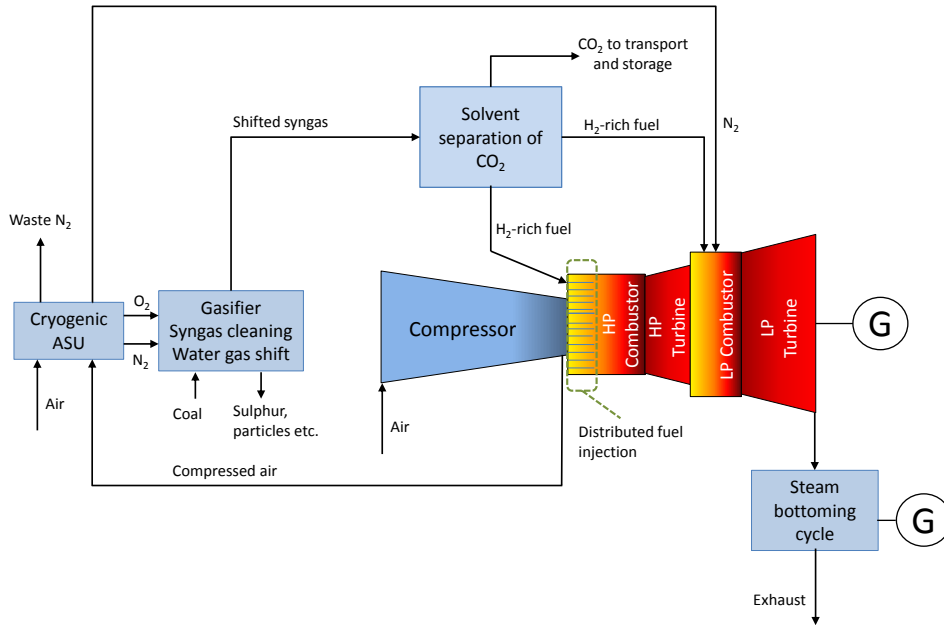 CO2 to transport
and storage
Solvent
separation of
CO2
Shifted syngas
H2-rich fuel
N2
Waste N2
H2-rich fuel
Cryogenic
ASU
O2
N2
Gasifier
Syngas cleaning
Water gas shift
Compressor
HP
Combustor
HP
Turbine
LP Combustor
LP
Turbine
G
Air
Coal
Sulphur,
particles etc.
Air
Distributed fuel
injection
Compressed air
Steam
bottoming
cycle
G
Exhaust